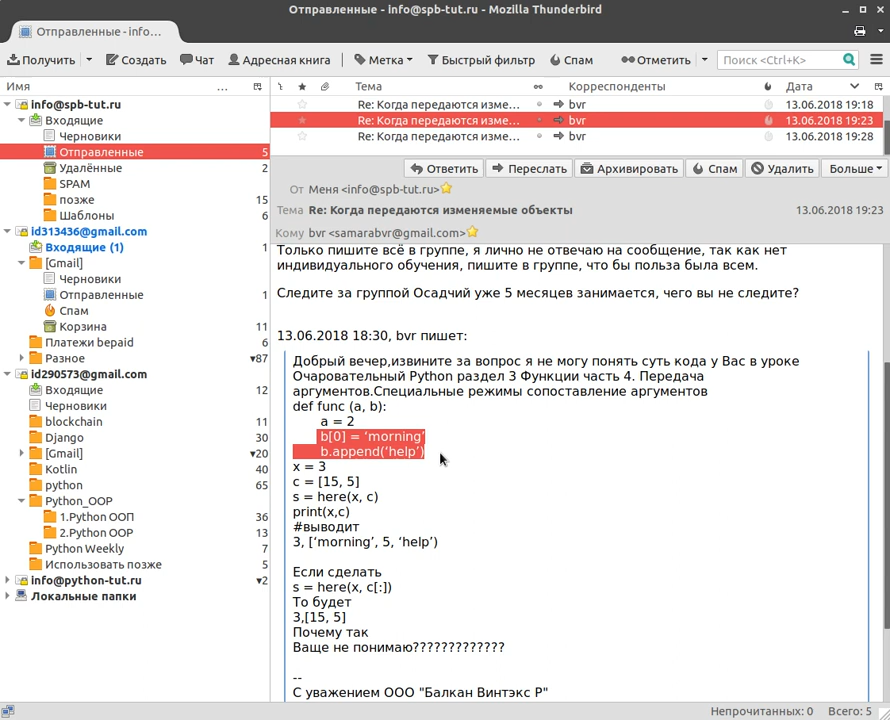 Отправленные - info@spb-tut.ru - Mozilla Thunderbird
Отправленные - info...
Получить
Создать
Чат
Адресная книга
Метка
Быстрый фильтр
Спам
Отметить
Поиск <Ctrl+K>
Имя
...
Тема
Корреспонденты
Дата
Re: Когда передаются изме... bvr 13.06.2018 19:18
Re: Когда передаются изме... bvr 13.06.2018 19:23
Re: Когда передаются изме... bvr 13.06.2018 19:28
info@spb-tut.ru
Входящие
Черновики
Отправленные 5
Удалённые 2
SPAM
позже 15
Шаблоны 6
id313436@gmail.com
Входящие (1) 1
[Gmail]
Черновики
Отправленные 1
Спам
Корзина 11
Платежи bepaid 6
Разное 87
id290573@gmail.com
Входящие 12
Черновики
blockchain 11
Django 30
[Gmail] 20
Kotlin 40
python 65
Python_OOP
1.Python ООП 36
2.Python OOP 13
Python Weekly 7
Использовать позже 5
info@python-tut.ru 2
Локальные папки
Ответить
Переслать
Архивировать
Спам
Удалить
Больше
От Меня <info@spb-tut.ru>
Тема Re: Когда передаются изменяемые объекты 13.06.2018 19:23
Кому bvr <samarabvr@gmail.com>
Только пишите всё в группе, я лично не отвечаю на сообщение, так как нет
индивидуального обучения, пишите в группе, что бы польза была всем.
Следите за группой Осадчий уже 5 месяцев занимается, чего вы не следите?
13.06.2018 18:30, bvr пишет:
Добрый вечер,извините за вопрос я не могу понять суть кода у Вас в уроке
Очаровательный Python раздел 3 Функции часть 4. Передача
аргументов.Специальные режимы сопоставление аргументов
def func (a, b):
a = 2
b[0] = ‘morning’
b.append(‘help’)
x = 3
c = [15, 5]
s = here(x, c)
print(x,c)
#выводит
3, [‘morning’, 5, ‘help’)
Если сделать
s = here(x, c[:])
То будет
3,[15, 5]
Почему так
Ваще не понимаю?????????????
--
С уважением ООО "Балкан Винтэкс Р"
Непрочитанных: 0 Всего: 5